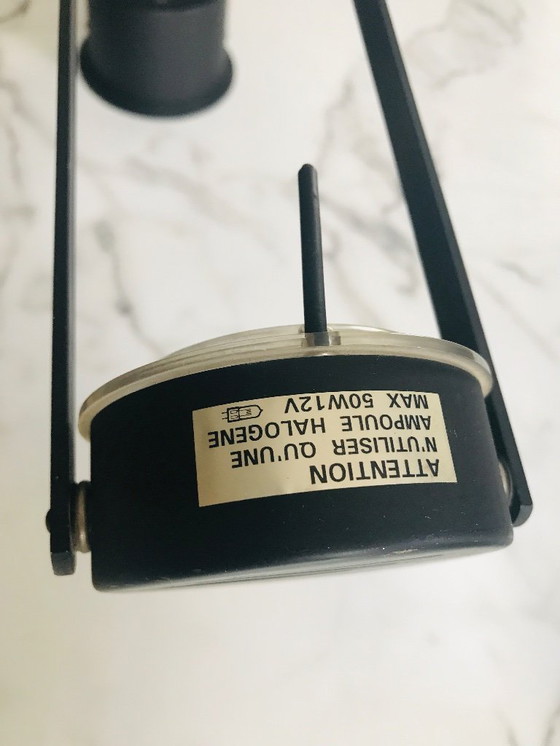 ATTENTION
N'UTILISER QU'UNE
AMPOULE HALOGENE
MAX 50W12V